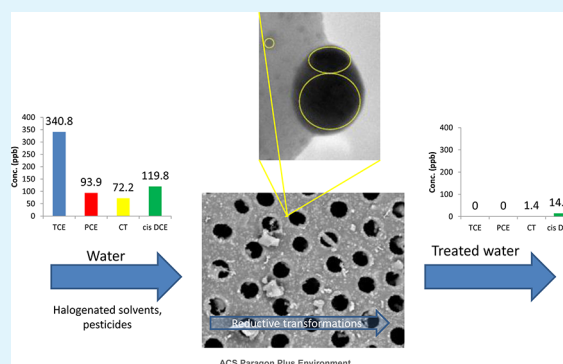 400
350
300
250
200
150
100
50
0
Conc. (ppb)
340.8
93.9
72.2
119.8
TCE PCE CT cis DCE
Water
Halogenated solvents,
pesticides
Reductive transformations
400
300
200
100
0
Conc. (ppb)
0 0 1.4 14.
TCE PCE CT cis D
Treated water
ACS Paragon Plus Environment